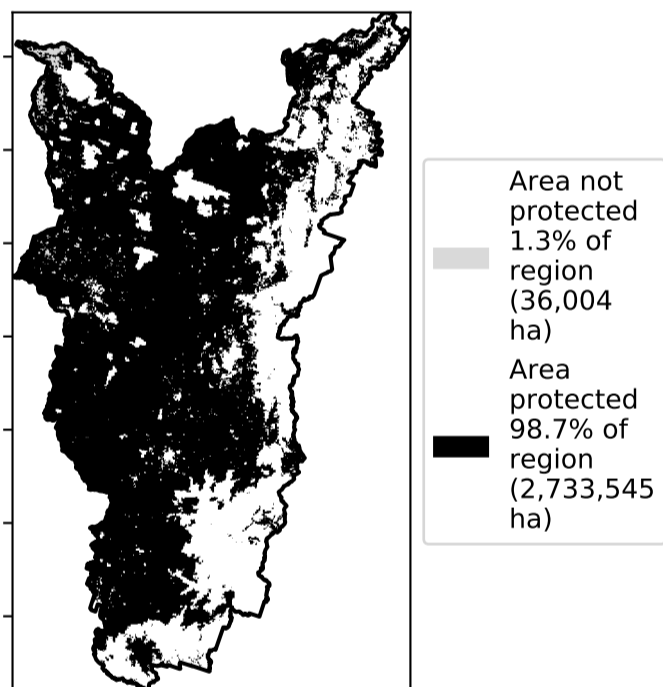 Area not
protected
1.3% of
region
(36,004
ha)
Area
protected
98.7% of
region
(2,733,545
ha)